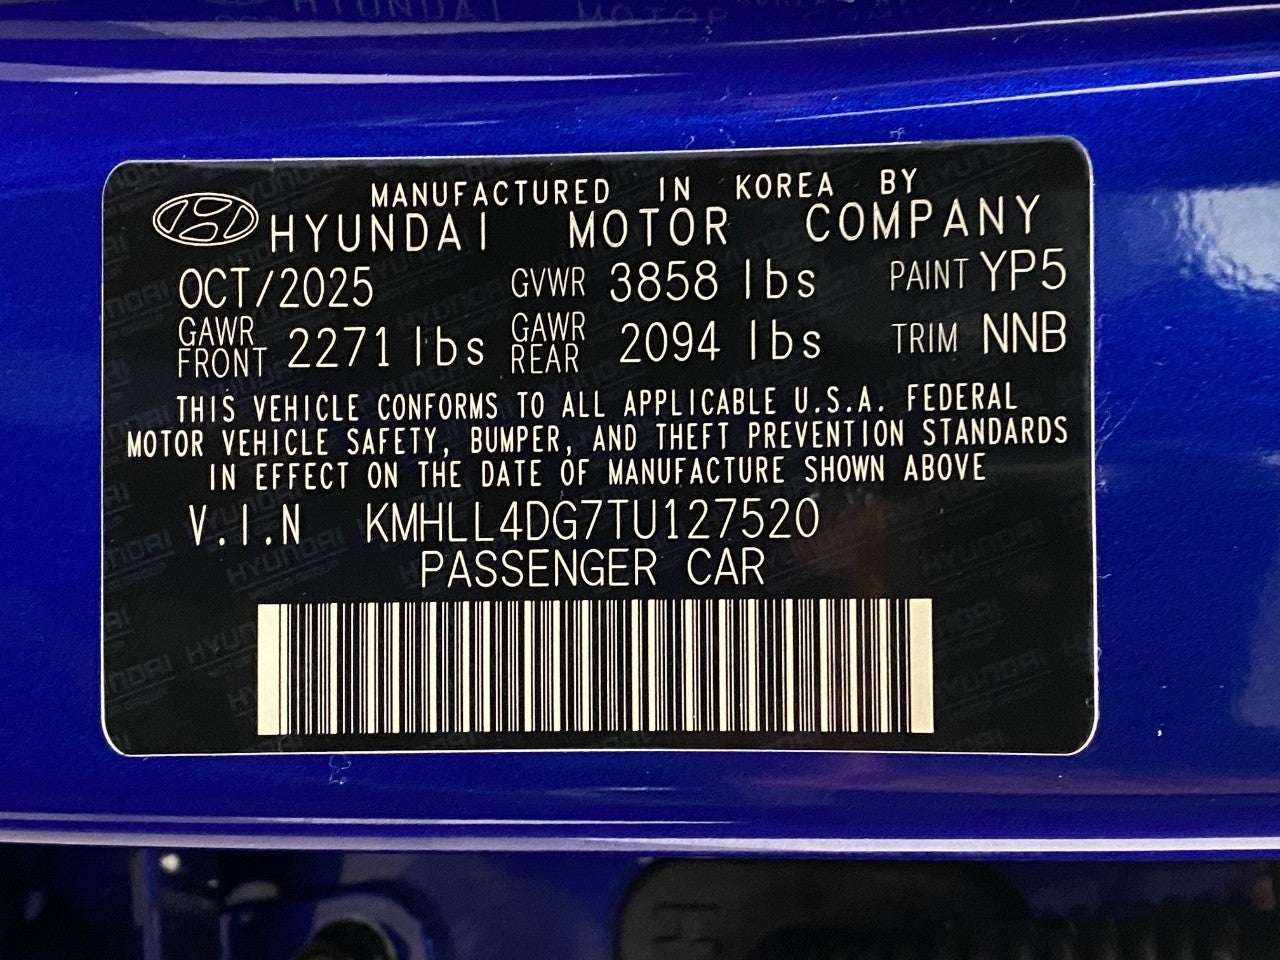 MANUFACTURED IN KOREA BY
HYUNDAI MOTOR COMPANY
OCT/2025 GVWR 3858 lbs PAINT YP5
GAWR FRONT 2271 lbs GAWR REAR 2094 lbs TRIM NNB
THIS VEHICLE CONFORMS TO ALL APPLICABLE U.S.A. FEDERAL
MOTOR VEHICLE SAFETY, BUMPER, AND THEFT PREVENTION STANDARDS
IN EFFECT ON THE DATE OF MANUFACTURE SHOWN ABOVE
V.I.N KMHLL4DG7TU127520
PASSENGER CAR